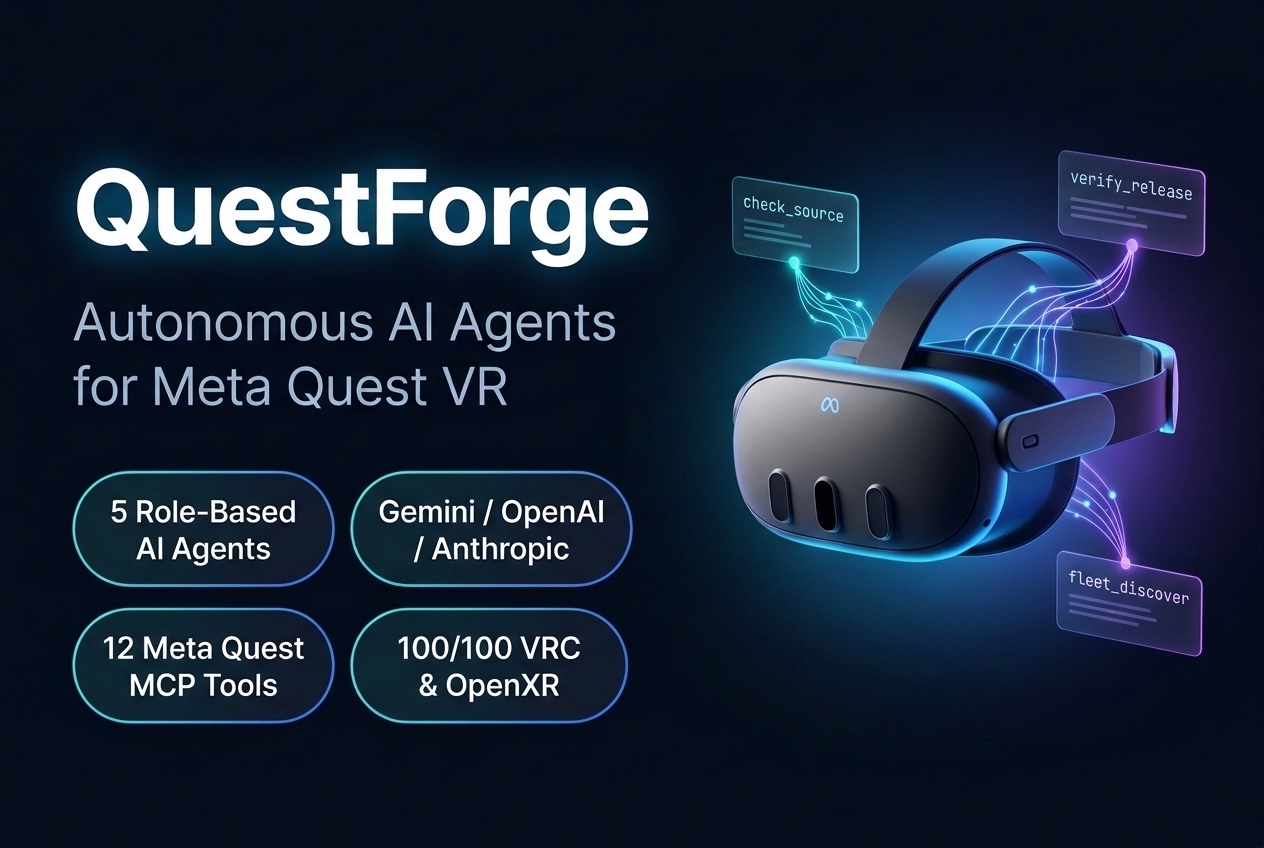 QuestForge
Autonomous AI Agents
for Meta Quest VR
5 Role-Based
AI Agents
Gemini / OpenAI
/ Anthropic
12 Meta Quest
MCP Tools
100/100 VRC
& OpenXR
check_source
verify_release
fleet_discover